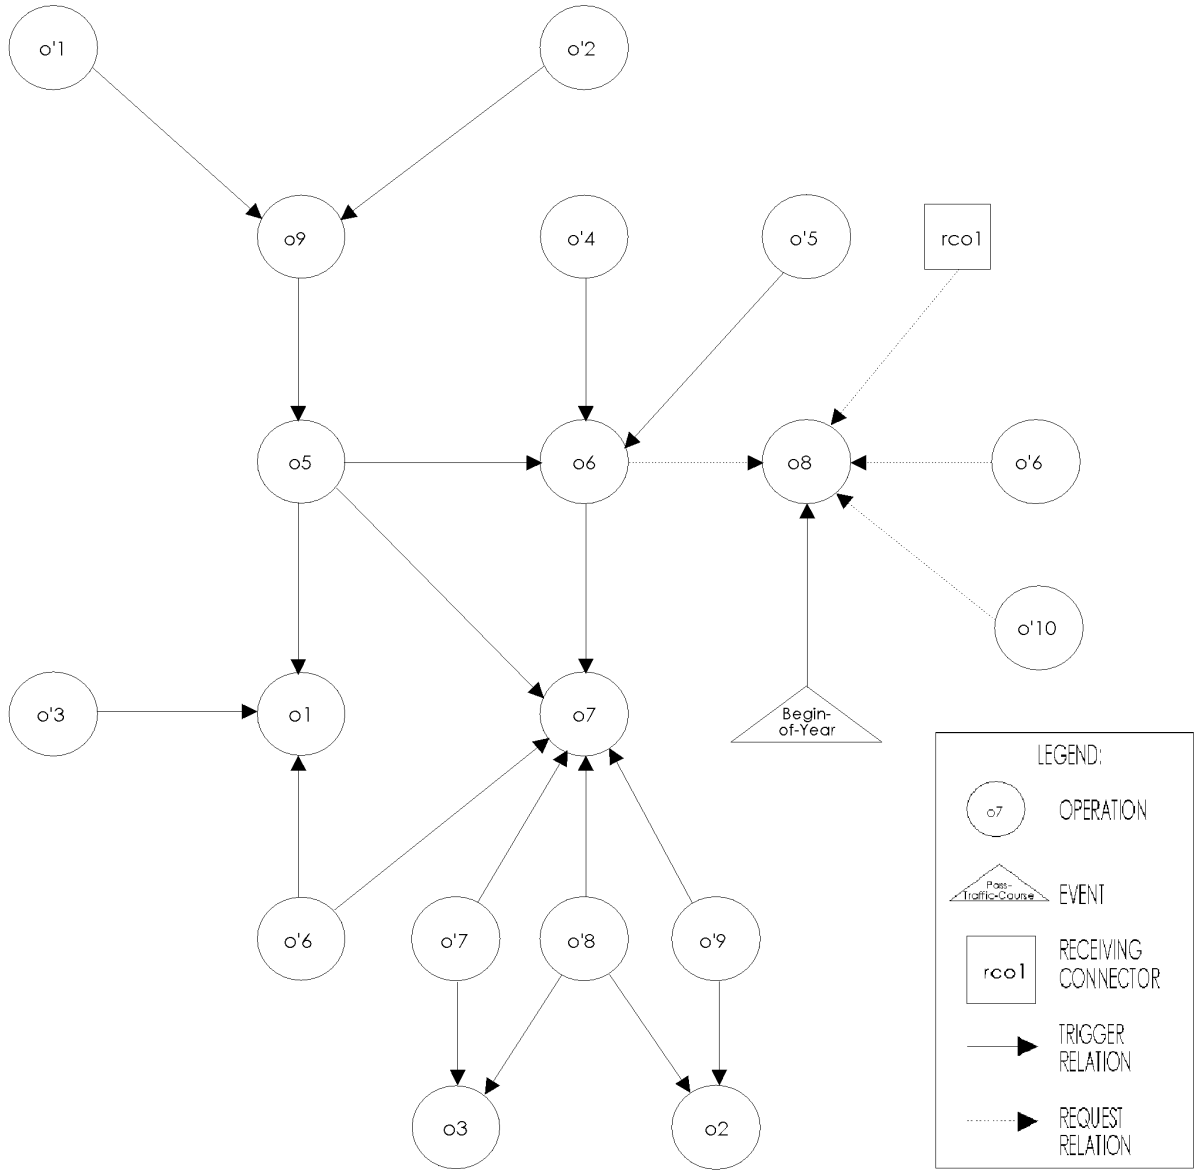 o'1
o'2
o9
o'4
o'5
rco1
o5
o6
o8
o'6
o'10
o'3
o1
o7
Begin-
of-Year
o'6
o'7
o'8
o'9
o3
o2
LEGEND:
o7
OPERATION
Pass-
Traffic-Course
EVENT
rco1
RECEIVING
CONNECTOR
TRIGGER
RELATION
REQUEST
RELATION